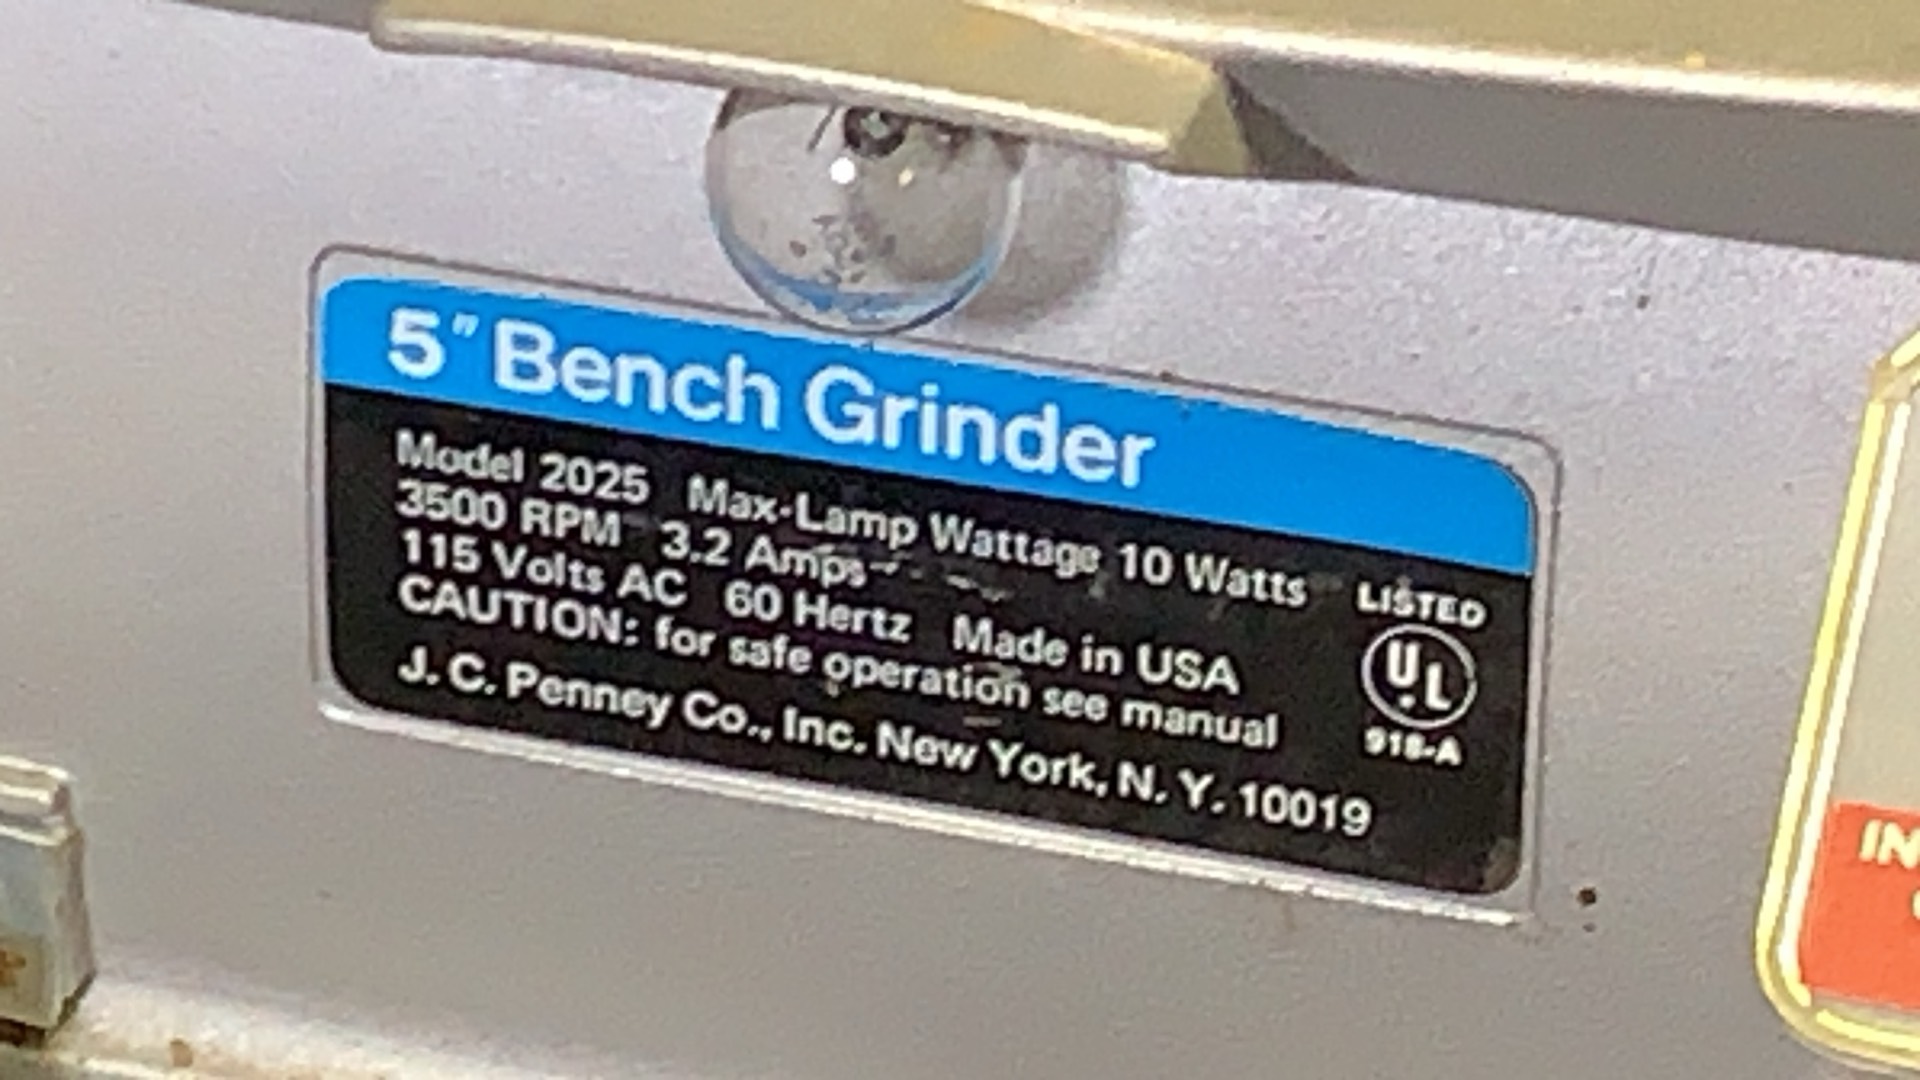 5" Bench Grinder
Model 2025 Max-Lamp Wattage 10 Watts
3500 RPM 3.2 Amps
115 Volts AC 60 Hertz Made in USA
CAUTION: for safe operation see manual
J. C. Penney Co., Inc. New York, N. Y. 10019
LISTED
UL
918-A
IN